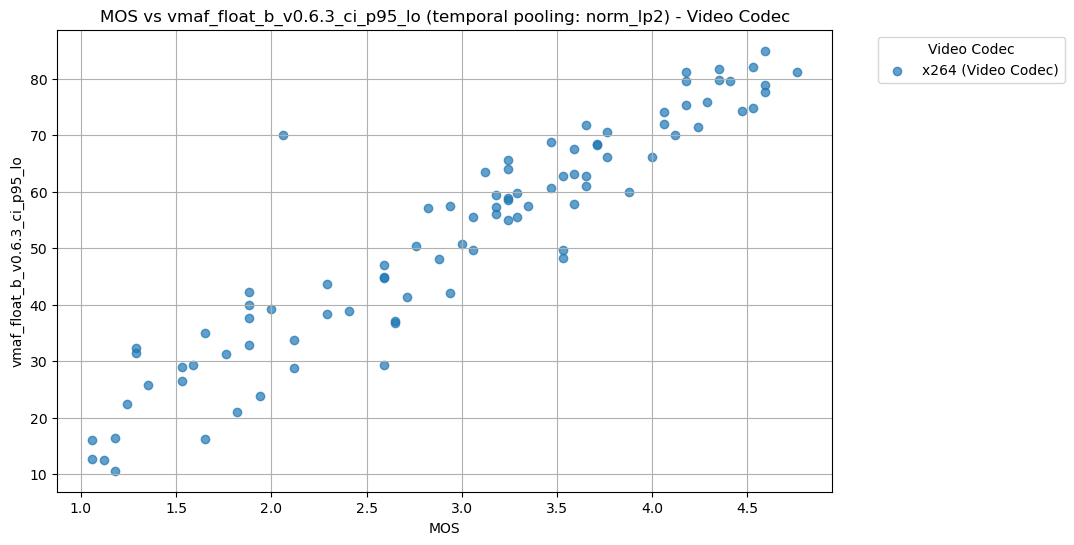 MOS vs vmaf_float_b_v0.6.3_ci_p95_lo (temporal pooling: norm_lp2) - Video Codec
Video Codec
x264 (Video Codec)
vmaf_float_b_v0.6.3_ci_p95_lo
80
70
60
50
40
30
20
10
1.0 1.5 2.0 2.5 3.0 3.5 4.0 4.5
MOS